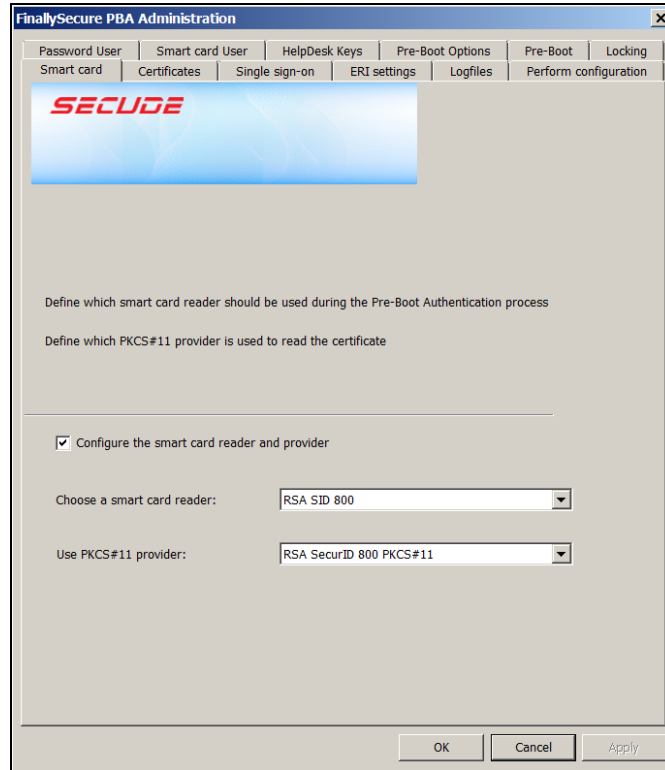 FinallySecure PBA Administration
Password User Smart card User HelpDesk Keys Pre-Boot Options Pre-Boot Locking
Smart card Certificates Single sign-on ERI settings Logfiles Perform configuration
SECUDE
Define which smart card reader should be used during the Pre-Boot Authentication process
Define which PKCS#11 provider is used to read the certificate
Configure the smart card reader and provider
Choose a smart card reader: RSA SID 800
Use PKCS#11 provider: RSA SecurID 800 PKCS#11
OK Cancel Apply